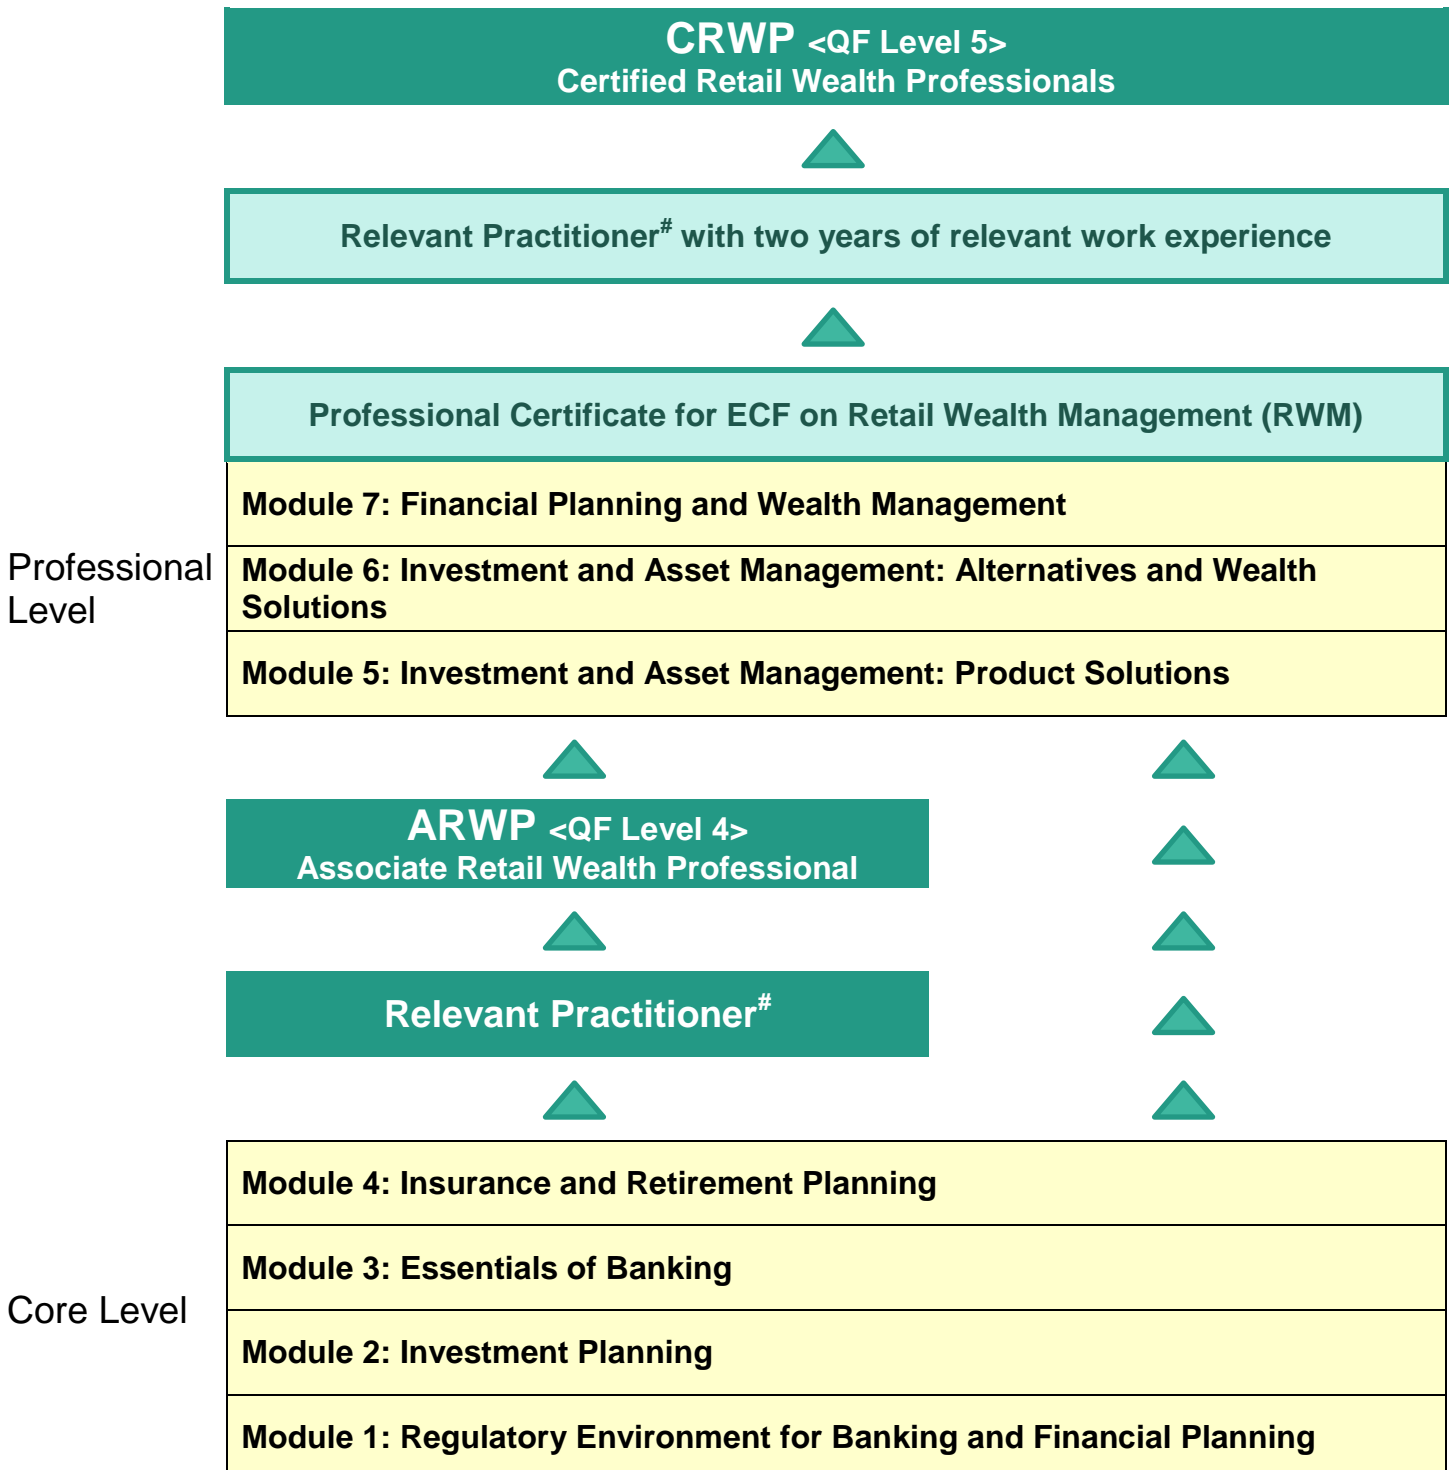 CRWP <QF Level 5>
Certified Retail Wealth Professionals
Relevant Practitioner# with two years of relevant work experience
Professional Certificate for ECF on Retail Wealth Management (RWM)
Professional
Level
Module 7: Financial Planning and Wealth Management
Module 6: Investment and Asset Management: Alternatives and Wealth
Solutions
Module 5: Investment and Asset Management: Product Solutions
ARWP <QF Level 4>
Associate Retail Wealth Professional
Relevant Practitioner#
Core Level
Module 4: Insurance and Retirement Planning
Module 3: Essentials of Banking
Module 2: Investment Planning
Module 1: Regulatory Environment for Banking and Financial Planning